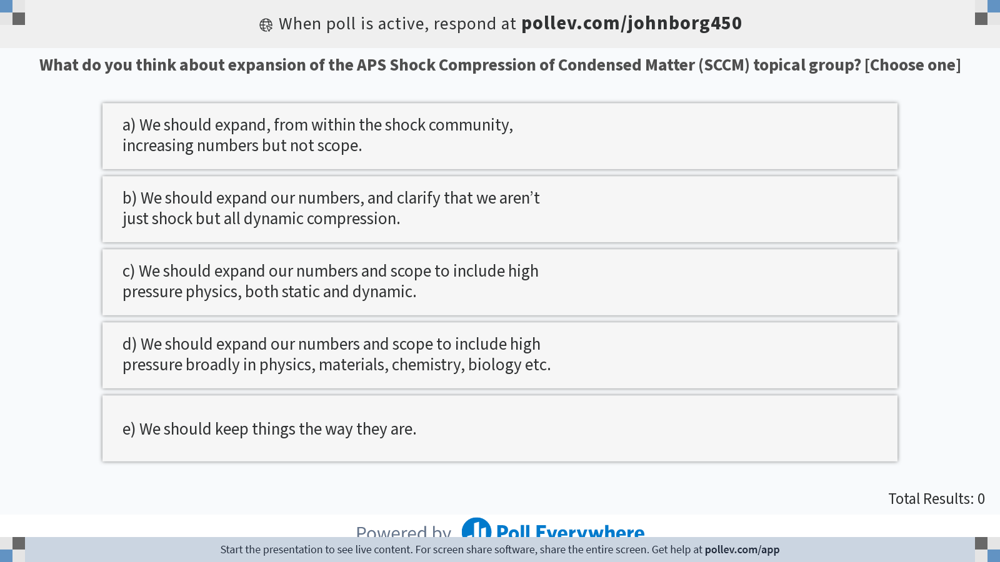 When poll is active, respond at pollev.com/johnborg450
What do you think about expansion of the APS Shock Compression of Condensed Matter (SCCM) topical group? [Choose one]
a) We should expand, from within the shock community,
increasing numbers but not scope.
b) We should expand our numbers, and clarify that we aren’t
just shock but all dynamic compression.
c) We should expand our numbers and scope to include high
pressure physics, both static and dynamic.
d) We should expand our numbers and scope to include high
pressure broadly in physics, materials, chemistry, biology etc.
e) We should keep things the way they are.
Total Results: 0
Powered by Poll Everywhere
Start the presentation to see live content. For screen share software, share the entire screen. Get help at pollev.com/app